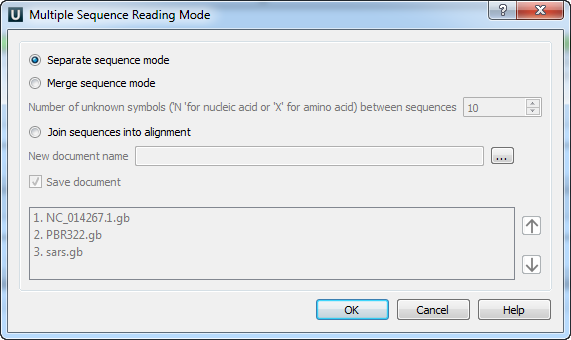 U Multiple Sequence Reading Mode ?
Separate sequence mode
Merge sequence mode
Number of unknown symbols ('N 'for nucleic acid or 'X' for amino acid) between sequences 10
Join sequences into alignment
New document name ...
Save document
1. NC_014267.1.gb
2. PBR322.gb
3. sars.gb
OK Cancel Help